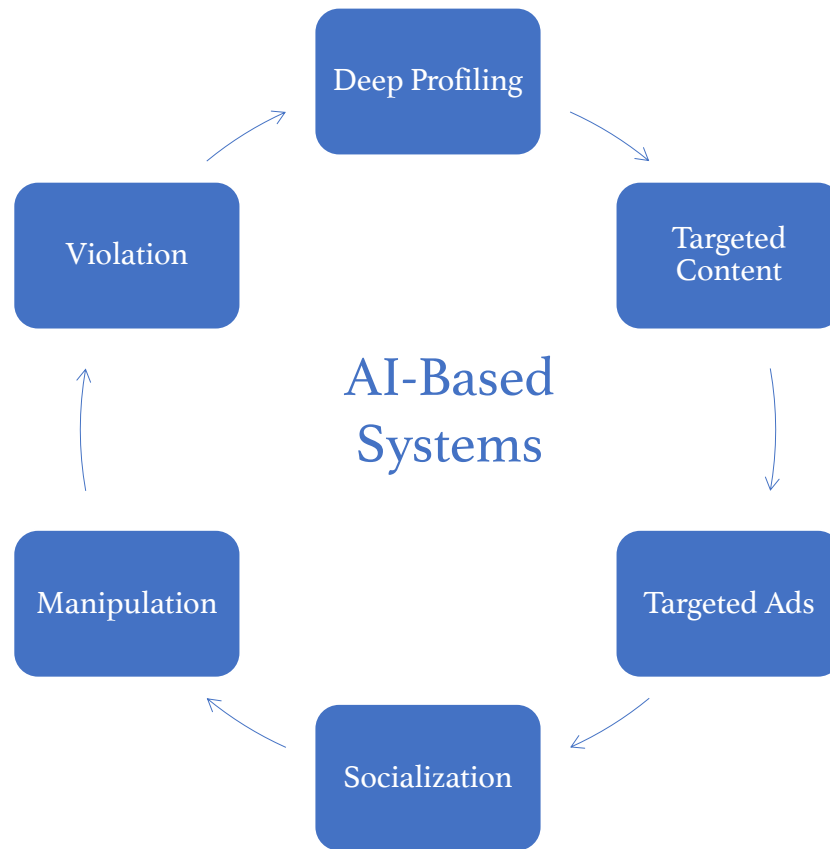 Deep Profiling
Targeted
Content
Targeted Ads
Socialization
Manipulation
Violation
AI-Based
Systems